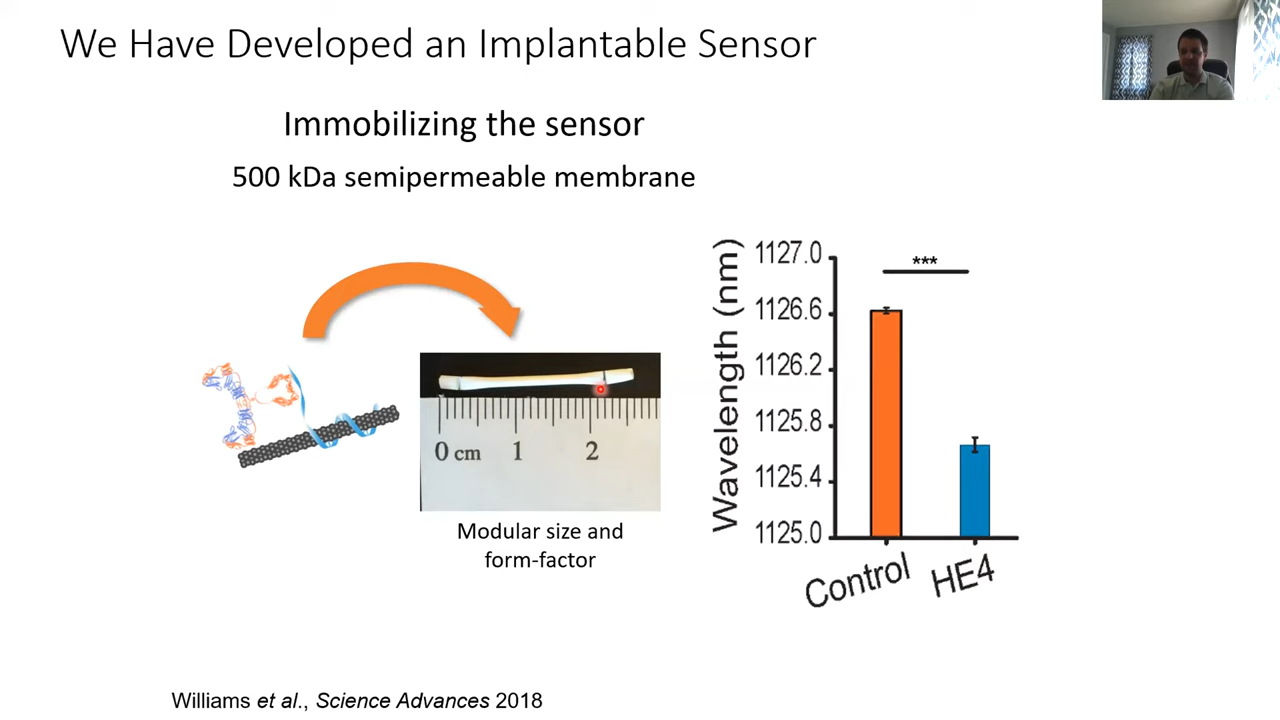 We Have Developed an Implantable Sensor
Immobilizing the sensor
500 kDa semipermeable membrane
0 cm 1 2
Modular size and
form-factor
Wavelength (nm)
1127.0
1126.6
1126.2
1125.8
1125.4
1125.0
***
Control HE4
Williams et al., Science Advances 2018